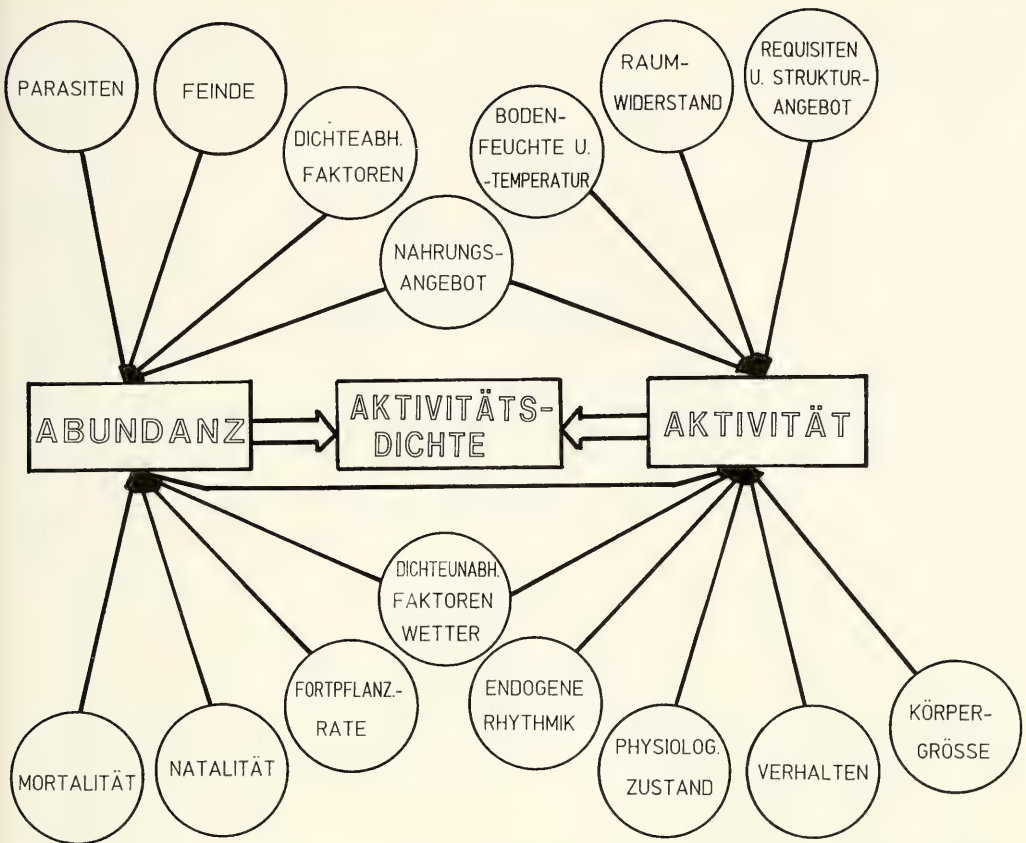 PARASITEN
FEINDE
DICHTEABH.
FAKTOREN
NAHRUNGS-
ANGEBOT
BODEN-
FEUCHTE U.
-TEMPERATUR
RAUM-
WIDERSTAND
REQUISITEN
U. STRUKTUR-
ANGEBOT
ABUNDANZ
AKTIVITÄTS-
DICHTE
AKTIVITÄT
DICHTEUNABH.
FAKTOREN
WETTER
MORTALITÄT
NATALITÄT
FORTPFLANZ.-
RATE
ENDOGENE
RHYTHMIK
PHYSIOLOG.
ZUSTAND
VERHALTEN
KÖRPER-
GRÖSSE